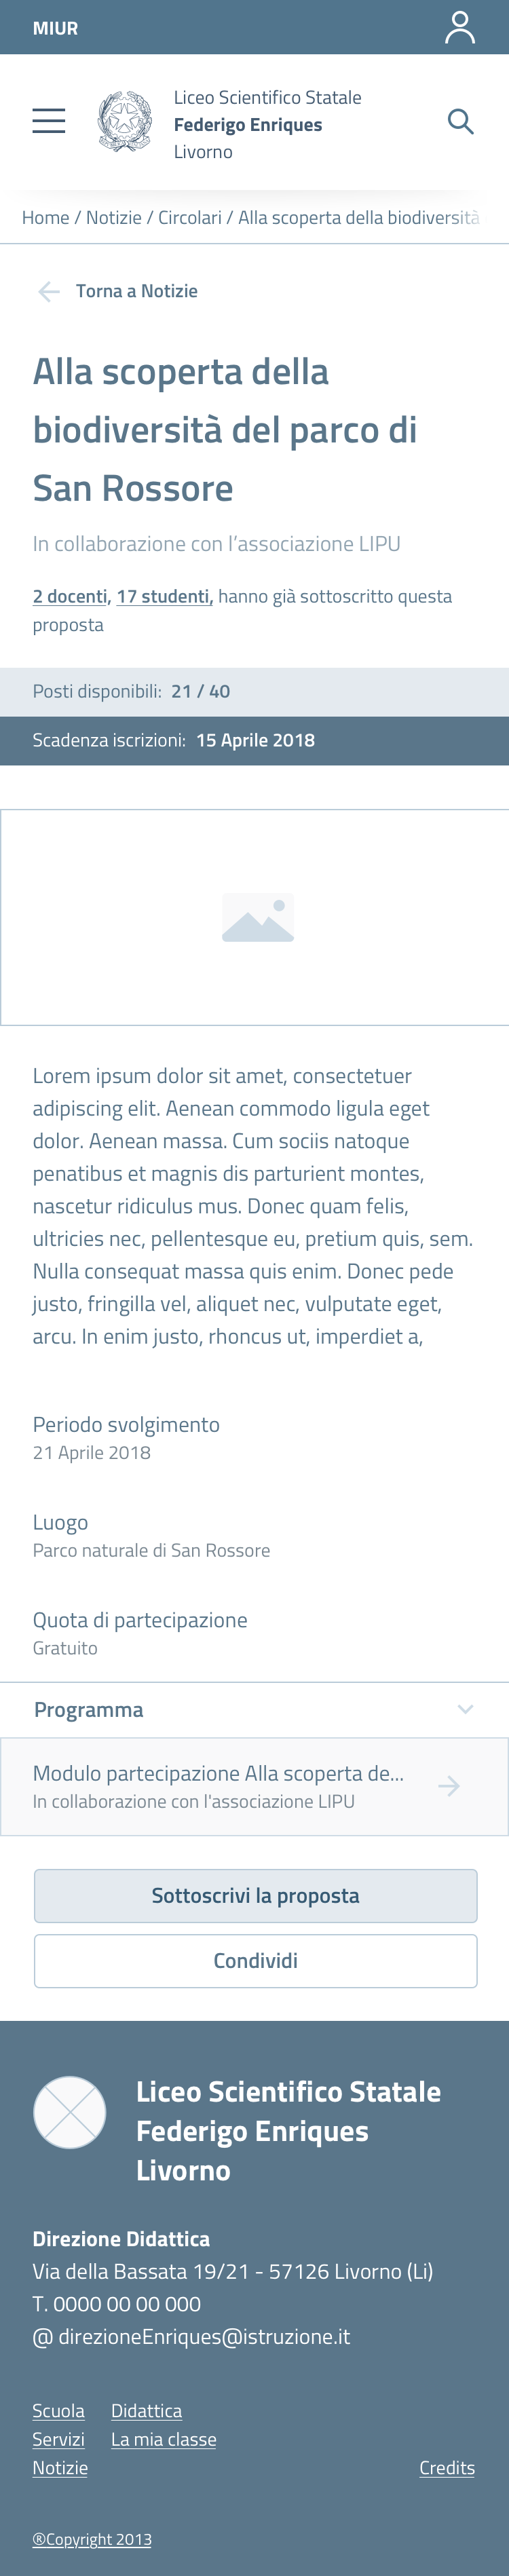 MIUR
Liceo Scientifico Statale
Federigo Enriques
Livorno
Home / Notizie / Circolari / Alla scoperta della biodiversità
Torna a Notizie
Alla scoperta della
biodiversità del parco di
San Rossore
In collaborazione con l’associazione LIPU
2 docenti, 17 studenti, hanno già sottoscritto questa
proposta
Posti disponibili: 21 / 40
Scadenza iscrizioni: 15 Aprile 2018
Lorem ipsum dolor sit amet, consectetuer
adipiscing elit. Aenean commodo ligula eget
dolor. Aenean massa. Cum sociis natoque
penatibus et magnis dis parturient montes,
nascetur ridiculus mus. Donec quam felis,
ultricies nec, pellentesque eu, pretium quis, sem.
Nulla consequat massa quis enim. Donec pede
justo, fringilla vel, aliquet nec, vulputate eget,
arcu. In enim justo, rhoncus ut, imperdiet a,
Periodo svolgimento
21 Aprile 2018
Luogo
Parco naturale di San Rossore
Quota di partecipazione
Gratuito
Programma
Modulo partecipazione Alla scoperta de...
In collaborazione con l'associazione LIPU
Sottoscrivi la proposta
Condividi
Liceo Scientifico Statale
Federigo Enriques
Livorno
Direzione Didattica
Via della Bassata 19/21 - 57126 Livorno (Li)
T. 0000 00 00 000
@ direzioneEnriques@istruzione.it
Scuola Didattica
Servizi La mia classe
Notizie Credits
®Copyright 2013